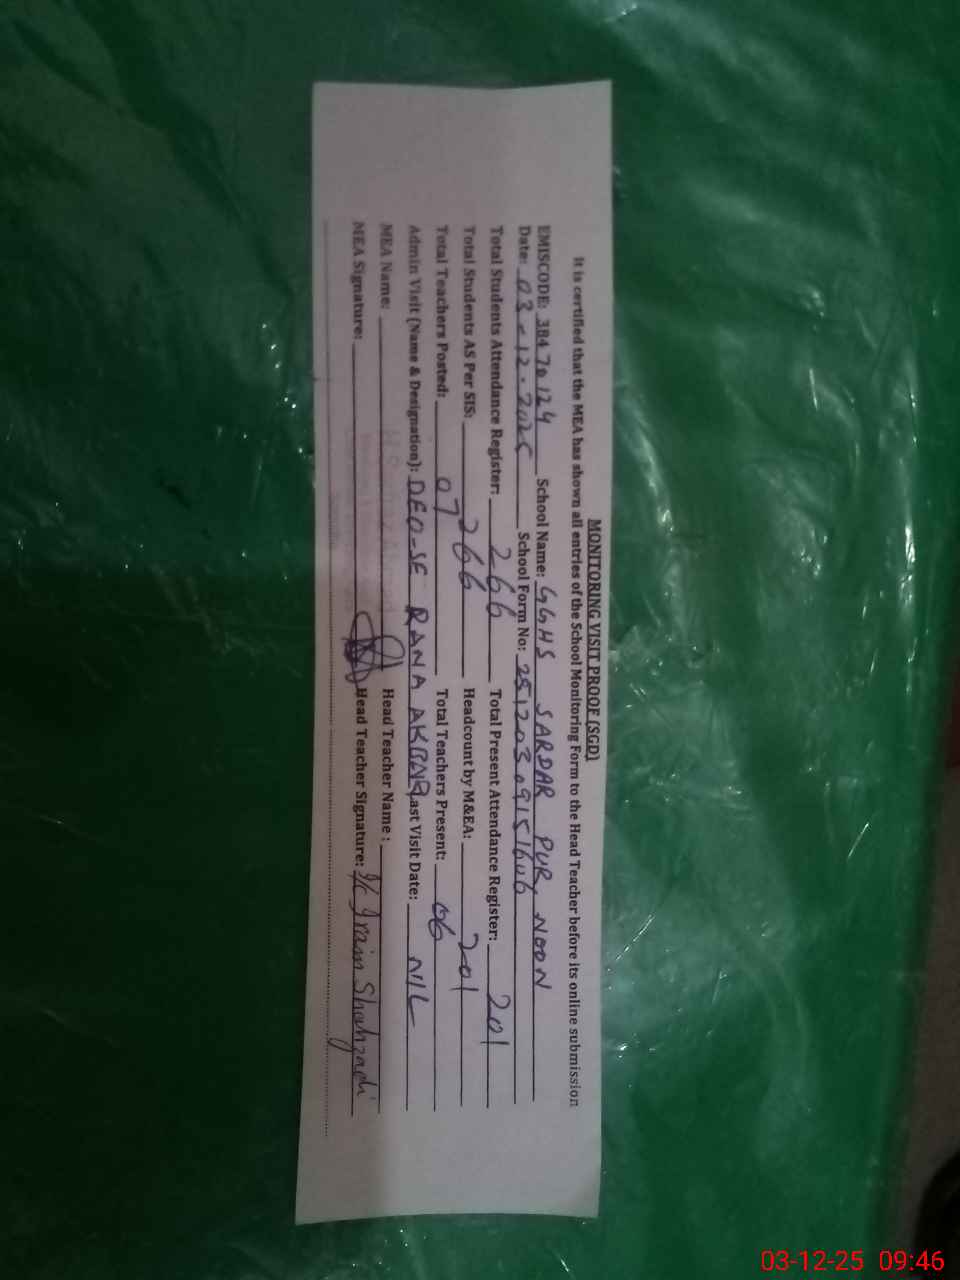 MONITORING VISIT PROOF (SGD)
It is certified that the MEA has shown all entries of the School Monitoring Form to the Head Teacher before its online submission
EMISCODE: 38470124 School Name: GGHS SARDAR PUR NOON
Date: 03-12-2025 School Form No: 25120309151606
Total Students Attendance Register: 266 Total Present Attendance Register: 201
Total Students AS Per SIS: 266 Headcount by M&EA: 201
Total Teachers Posted: 07 Total Teachers Present: 06
Admin Visit (Name & Designation): DEO-SE RANA AKBAR Last Visit Date: NIL
MEA Name: Head Teacher Name :
MEA Signature: Head Teacher Signature: I/c Iram Shahzadi
03-12-25 09:46